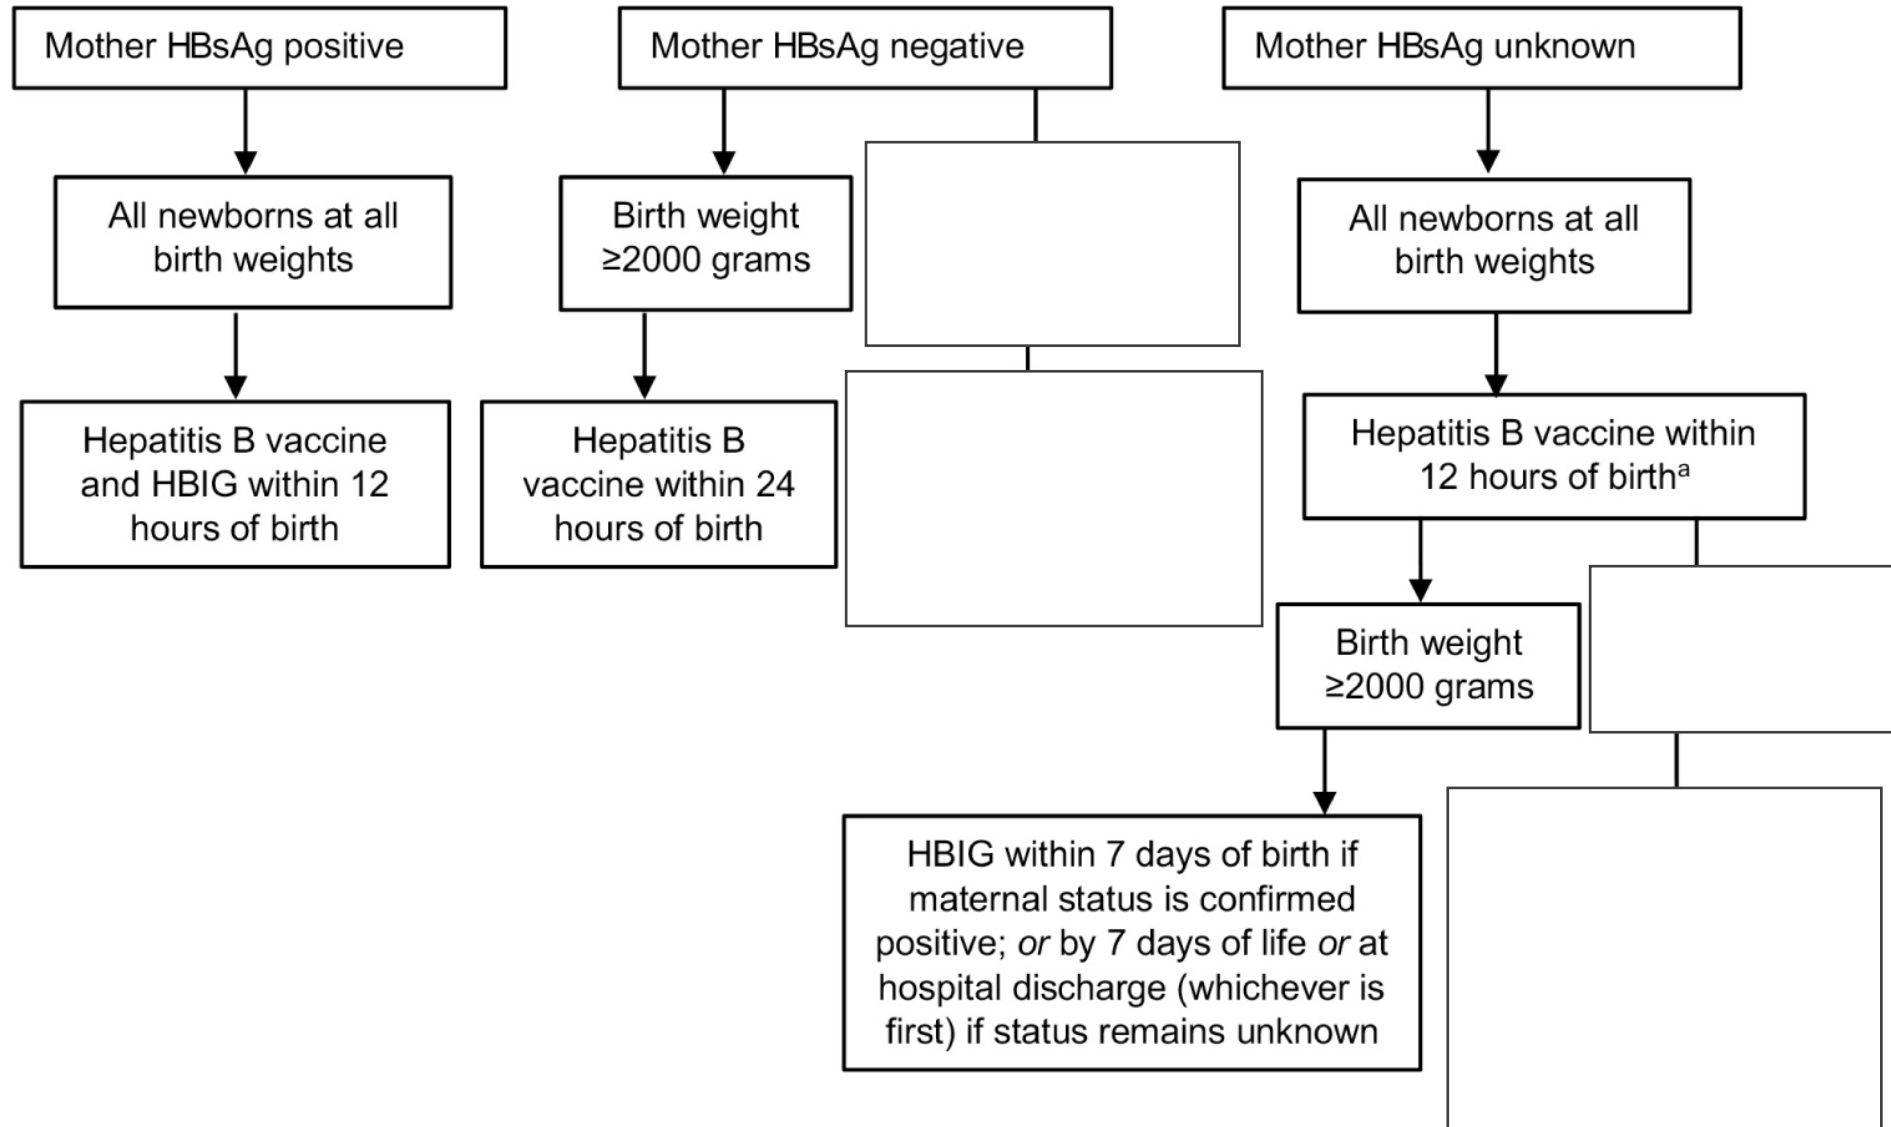 Mother HBsAg positive
Mother HBsAg negative
Mother HBsAg unknown
All newborns at all
birth weights
Birth weight
≥2000 grams
All newborns at all
birth weights
Hepatitis B vaccine
and HBIG within 12
hours of birth
Hepatitis B
vaccine within 24
hours of birth
Hepatitis B vaccine within
12 hours of birthᵃ
Birth weight
≥2000 grams
HBIG within 7 days of birth if
maternal status is confirmed
positive; or by 7 days of life or at
hospital discharge (whichever is
first) if status remains unknown